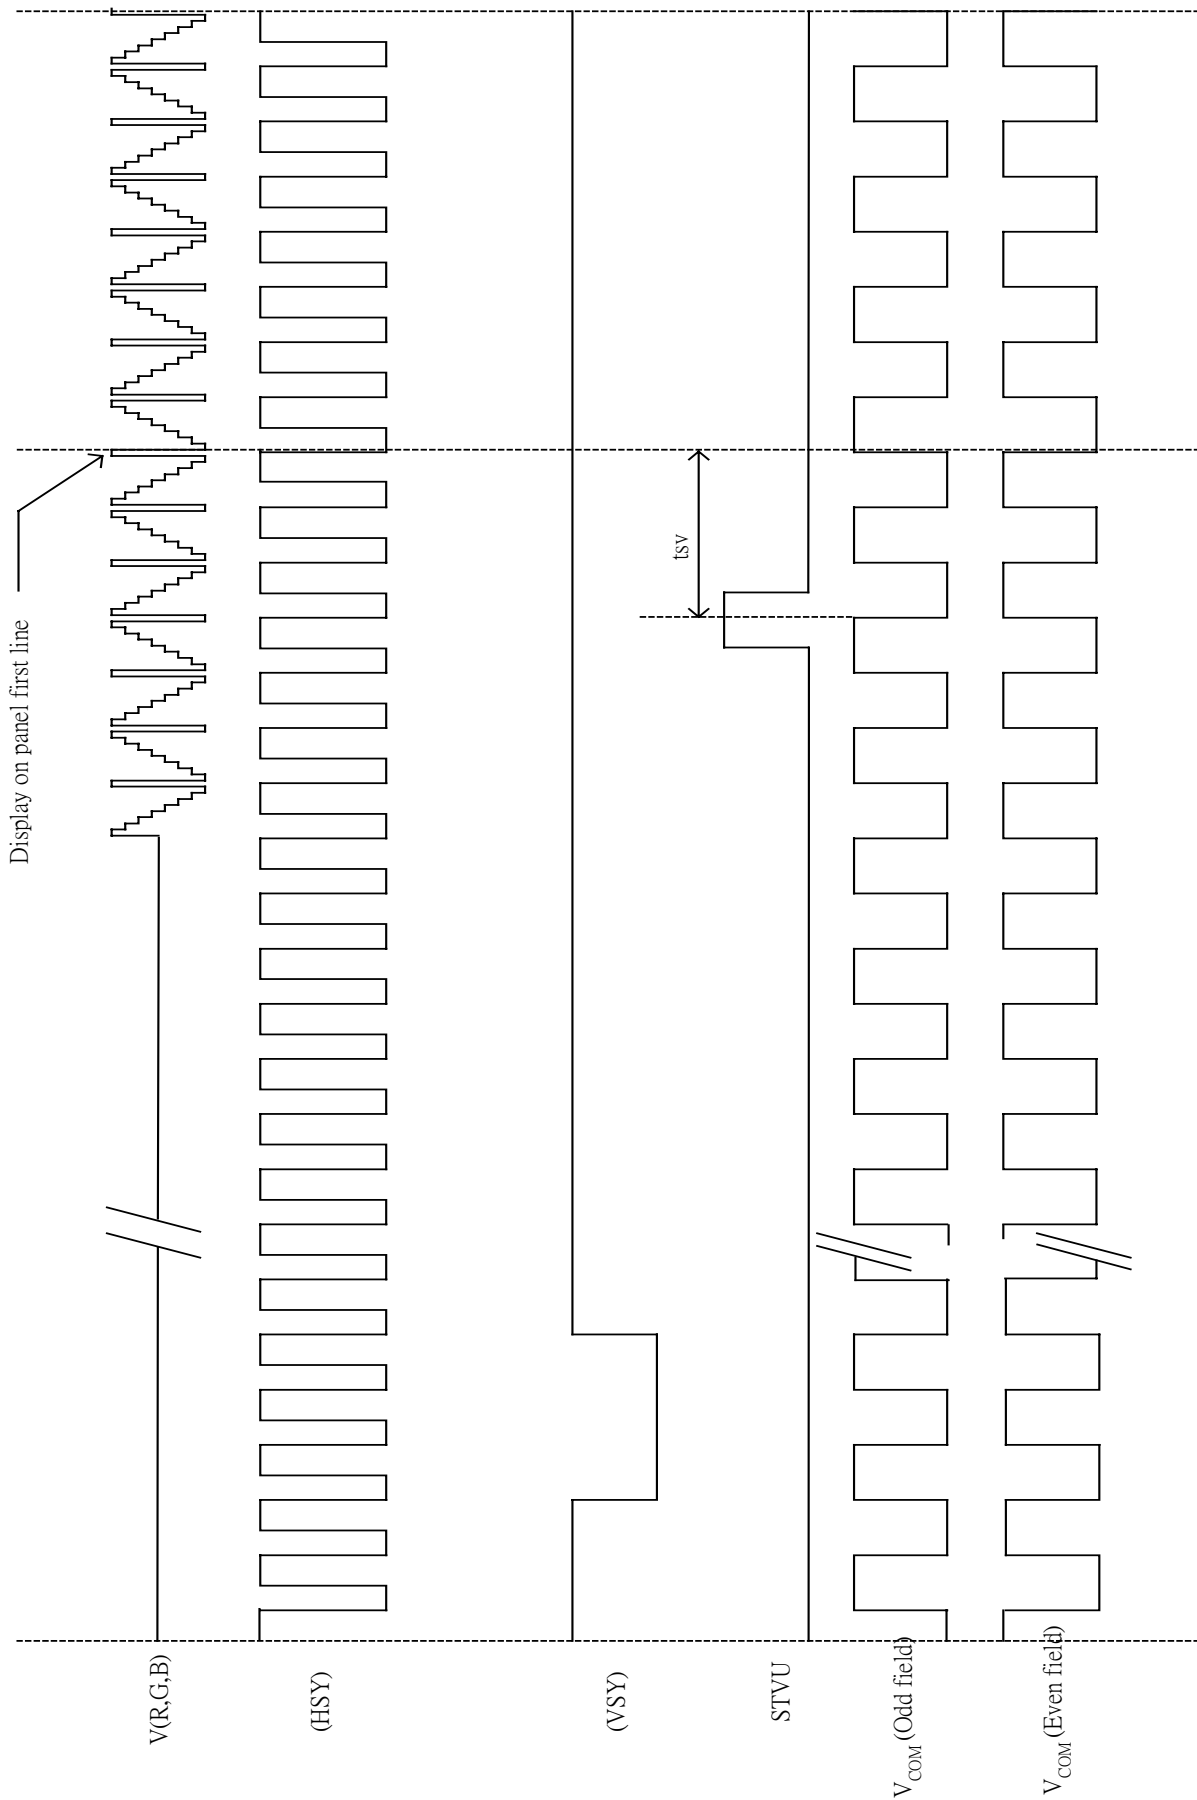 Display on panel first line
tsv
V(R,G,B)
(HSY)
(VSY)
STVU
VCOM (Odd field)
VCOM (Even field)